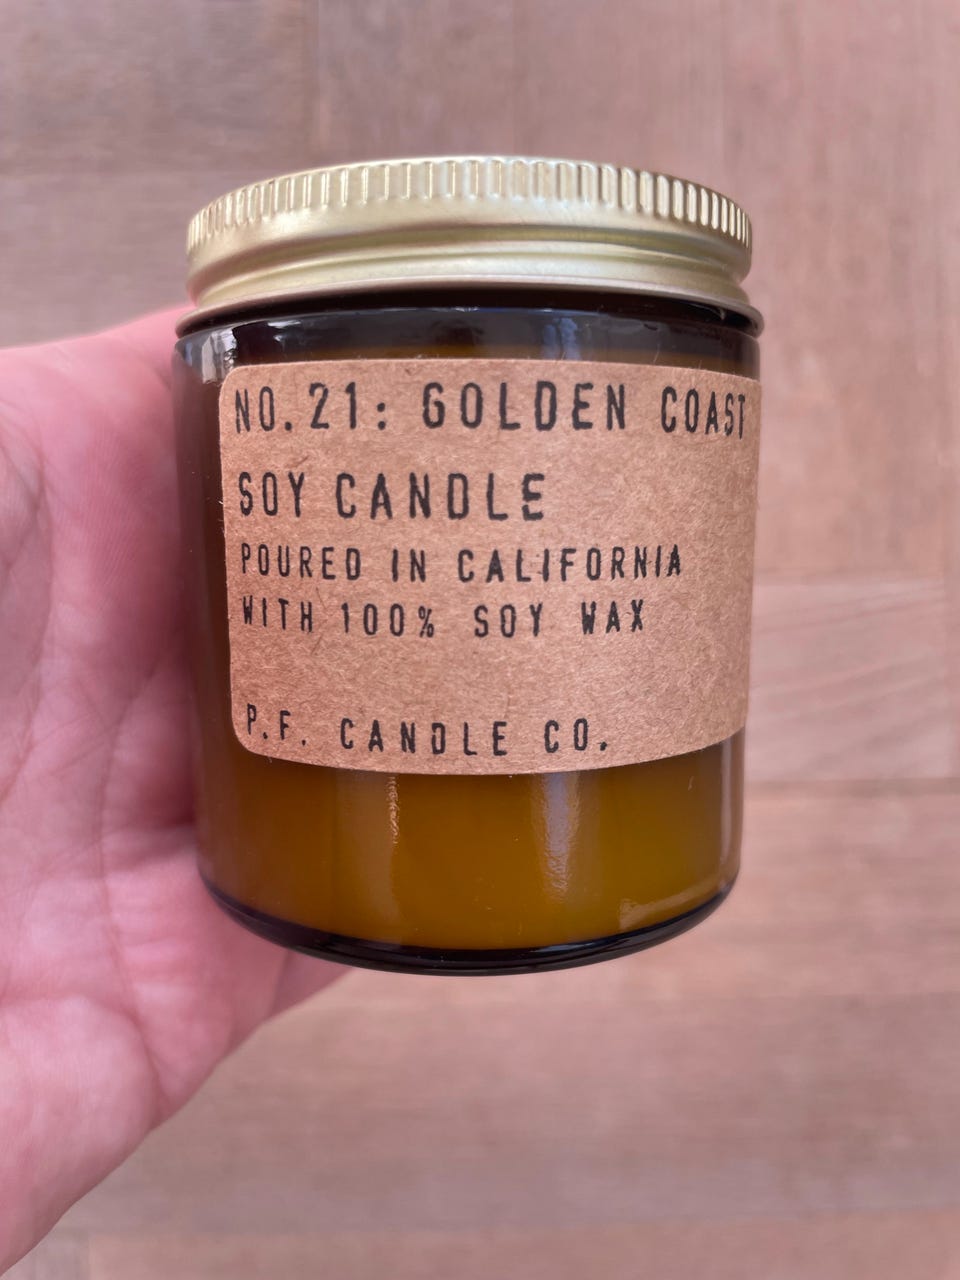 NO.21: GOLDEN COAST
SOY CANDLE
POURED IN CALIFORNIA
WITH 100% SOY WAX
P.F. CANDLE CO.